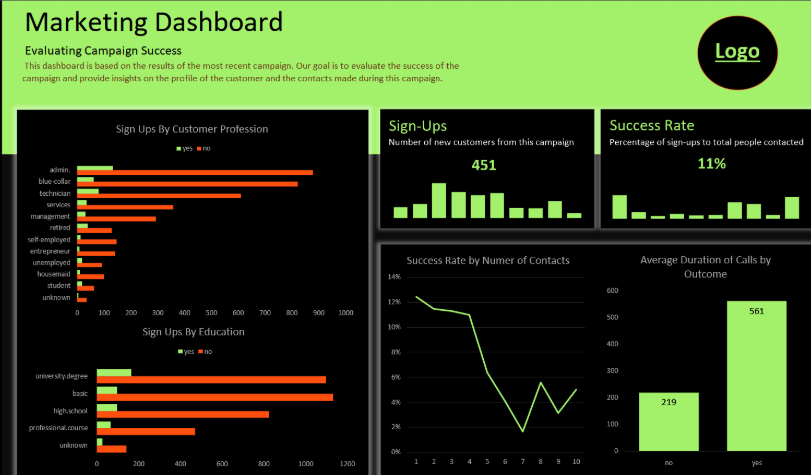 Marketing Dashboard
Evaluating Campaign Success
This dashboard is based on the results of the most recent campaign. Our goal is to evaluate the success of the
campaign and provide insights on the profile of the customer and the contacts made during this campaign.
Logo
Sign Ups By Customer Profession
yes no
admin.
blue-collar
technician
services
management
retired
self-employed
entrepreneur
unemployed
housemaid
student
unknown
0 100 200 300 400 500 600 700 800 900 1000
Sign Ups By Education
yes no
university.degree
basic
high.school
professional.course
unknown
0 200 400 600 800 1000 1200
Sign-Ups
Number of new customers from this campaign
451
Success Rate
Percentage of sign-ups to total people contacted
11%
Success Rate by Numer of Contacts
14%
12%
10%
8%
6%
4%
2%
0%
1 2 3 4 5 6 7 8 9 10
Average Duration of Calls by
Outcome
600
500
400
300
200
100
0
219
561
no yes